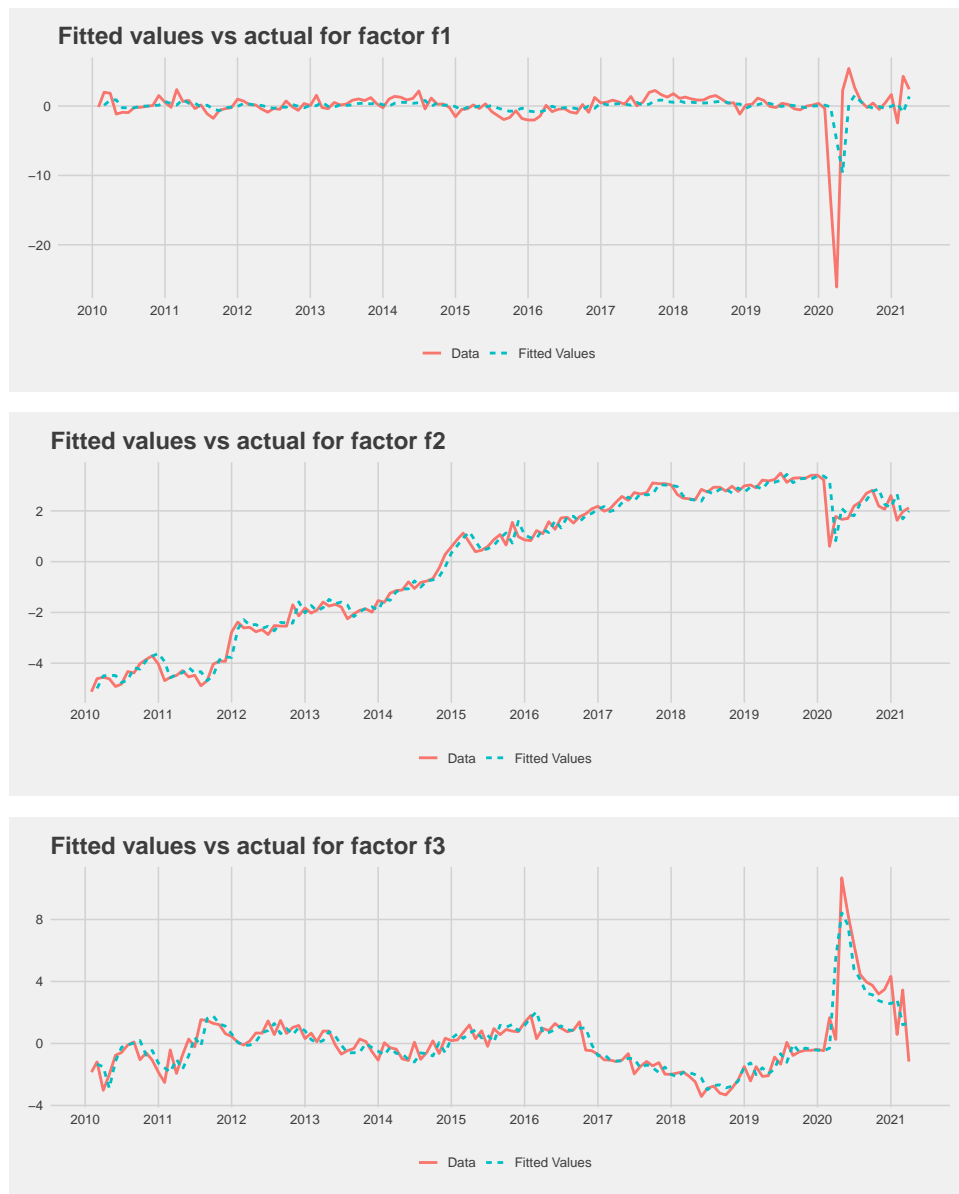 Fitted values vs actual for factor f1
0
−10
−20
2010 2011 2012 2013 2014 2015 2016 2017 2018 2019 2020 2021
Data Fitted Values
Fitted values vs actual for factor f2
2
0
−2
−4
2010 2011 2012 2013 2014 2015 2016 2017 2018 2019 2020 2021
Data Fitted Values
Fitted values vs actual for factor f3
8
4
0
−4
2010 2011 2012 2013 2014 2015 2016 2017 2018 2019 2020 2021
Data Fitted Values